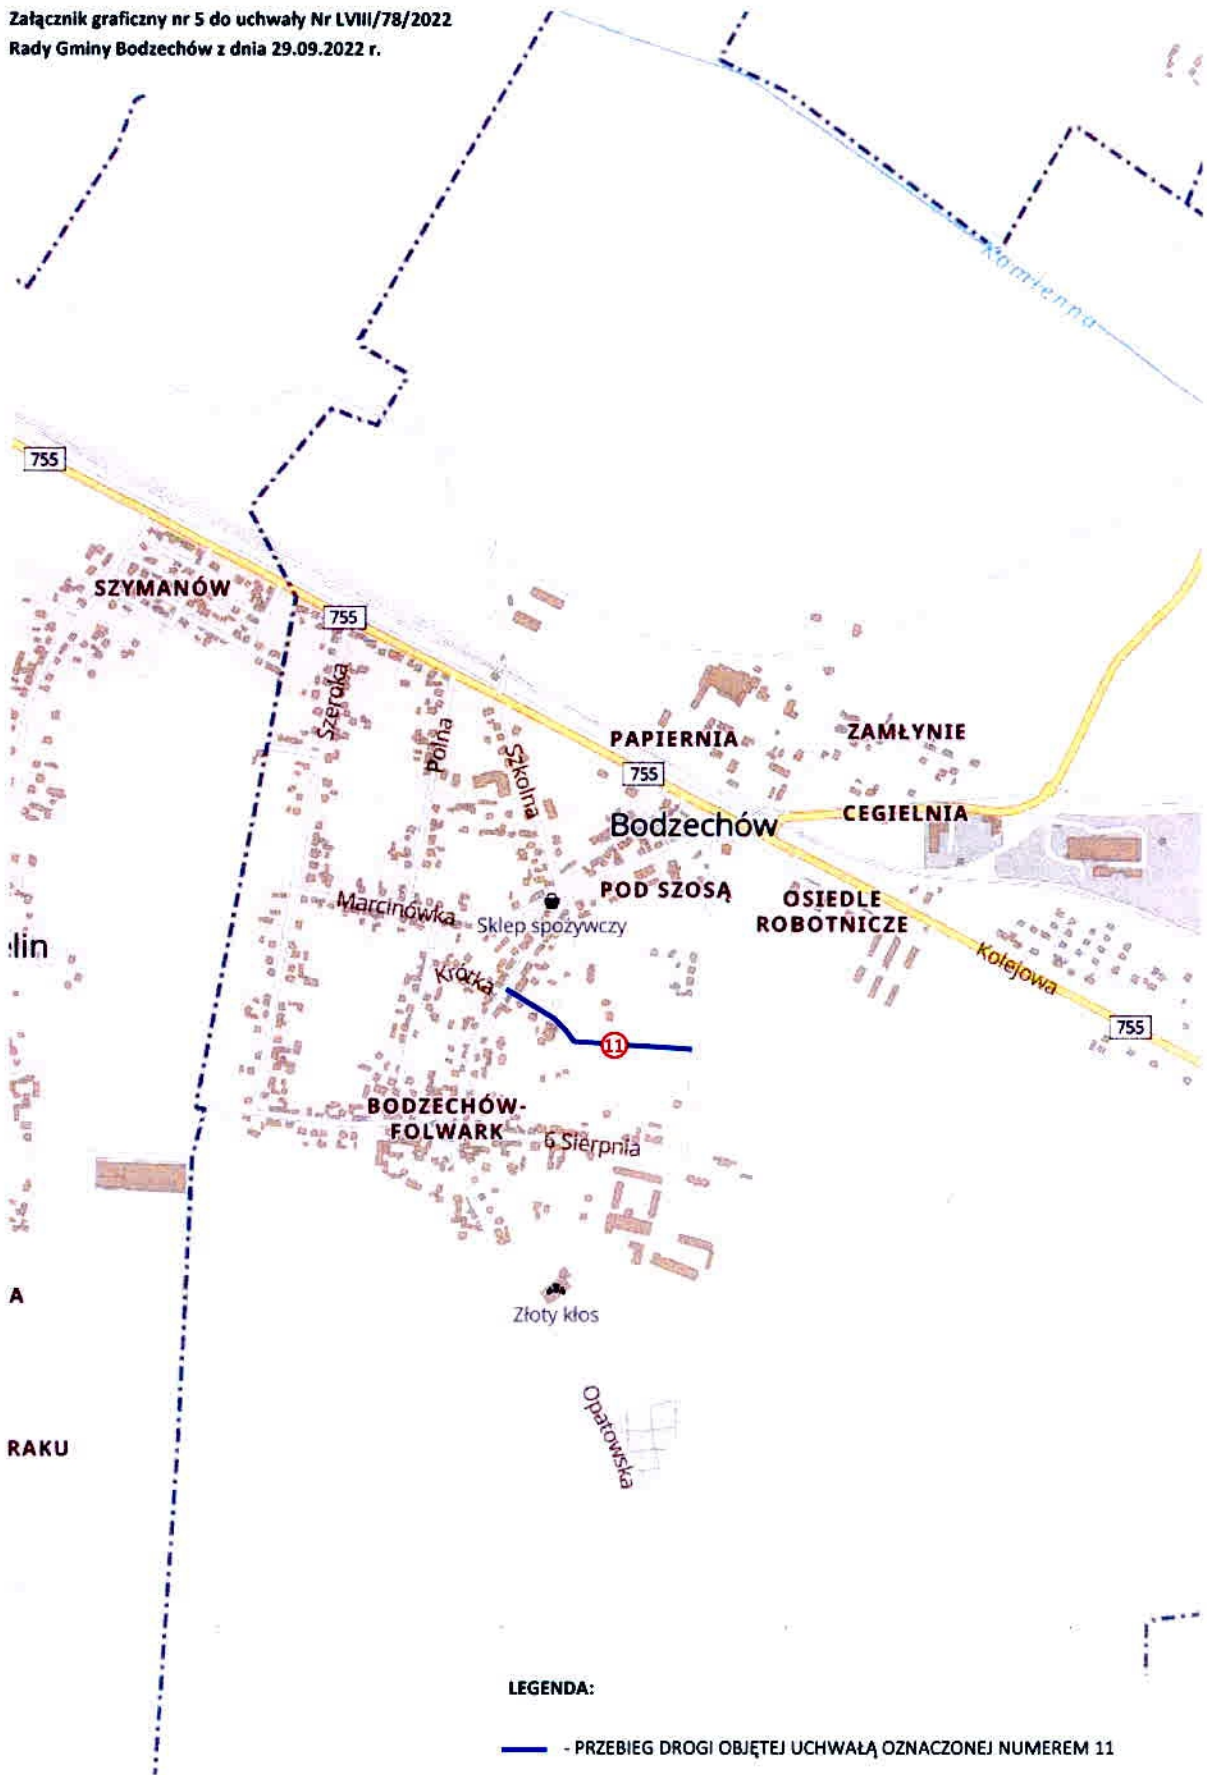 Załącznik graficzny nr 5 do uchwały Nr LVIII/78/2022
Rady Gminy Bodzechów z dnia 29.09.2022 r.
Kamienna
755
SZYMANÓW
755
Szeroka
Polna
Szkolna
PAPIERNIA
ZAMŁYNIE
755
CEGIELNIA
Bodzechów
POD SZOSĄ
OSIEDLE
ROBOTNICZE
Marcinówka
Sklep spożywczy
lin
Krótka
Kolejowa
755
11
BODZECHÓW-
FOLWARK
6 Sierpnia
A
Złoty kłos
Opatowska
RAKU
LEGENDA:
- PRZEBIEG DROGI OBJĘTEJ UCHWAŁĄ OZNACZONEJ NUMEREM 11